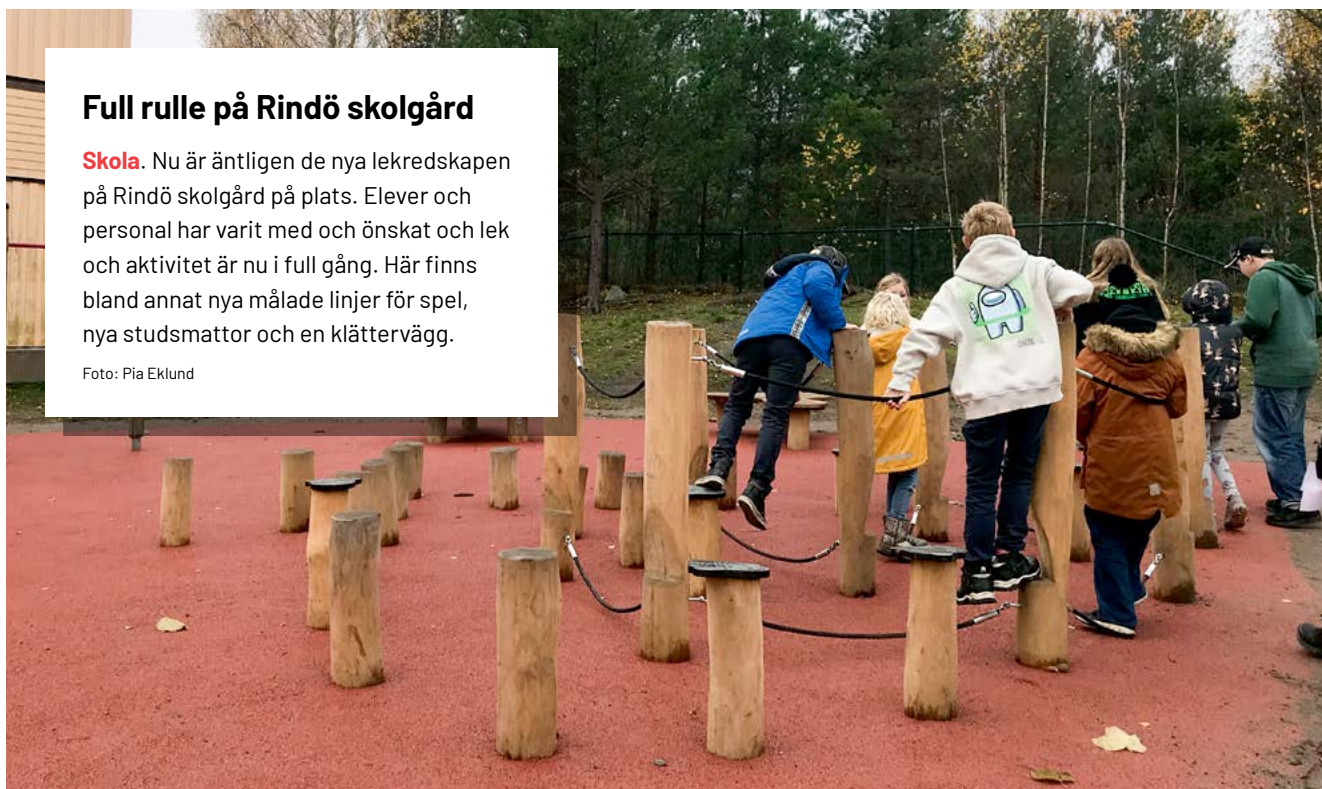 Full rulle på Rindö skolgård
Skola. Nu är äntligen de nya lekredskapen
på Rindö skolgård på plats. Elever och
personal har varit med och önskat och lek
och aktivitet är nu i full gång. Här finns
bland annat nya målade linjer för spel,
nya studsmattor och en klättervägg.
Foto: Pia Eklund